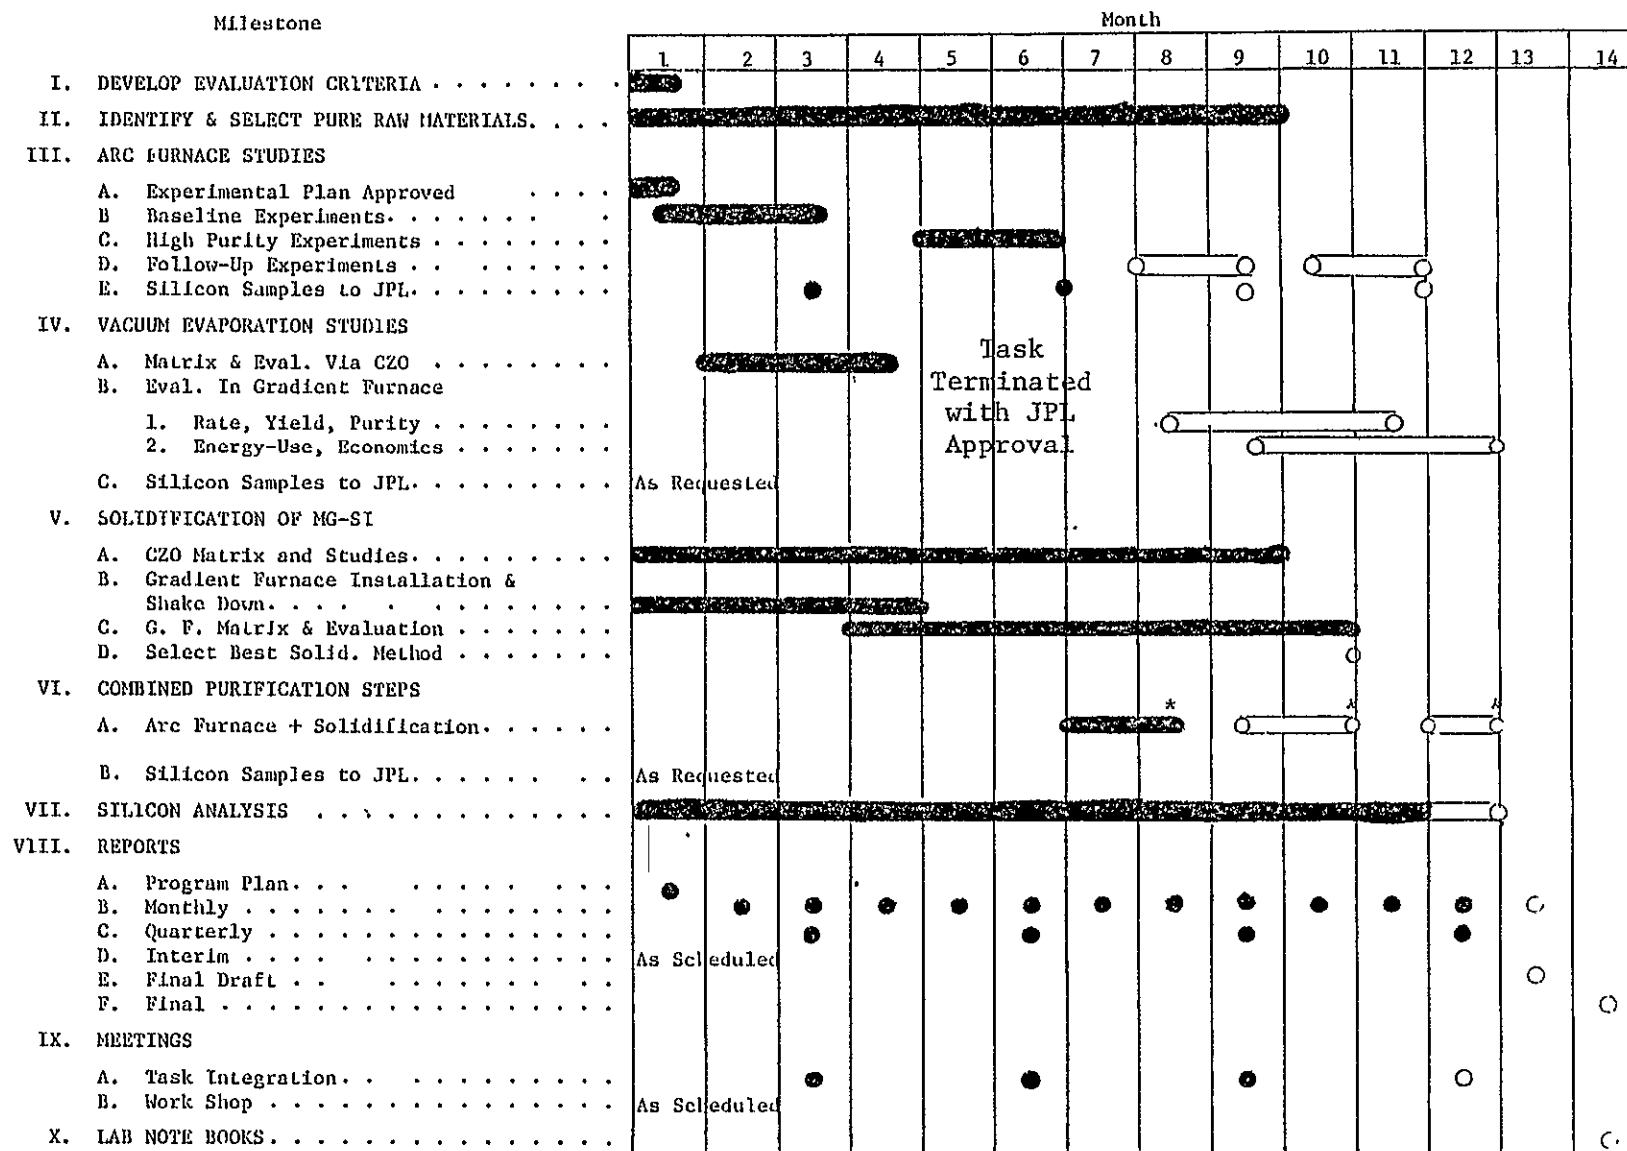 Milestone
Month
1 2 3 4 5 6 7 8 9 10 11 12 13 14
I. DEVELOP EVALUATION CRITERIA . . . . . . . .
II. IDENTIFY & SELECT PURE RAW MATERIALS. . . .
III. ARC FURNACE STUDIES
A. Experimental Plan Approved . . . .
B Baseline Experiments. . . . . . . .
C. High Purity Experiments . . . . . . . .
D. Follow-Up Experiments . . . . . . . .
E. Silicon Samples to JPL. . . . . . . . .
IV. VACUUM EVAPORATION STUDIES
A. Matrix & Eval. Via CZO . . . . . . . .
B. Eval. In Gradient Furnace
1. Rate, Yield, Purity . . . . . . . .
2. Energy-Use, Economics . . . . . . .
Task
Terminated
with JPL
Approval
C. Silicon Samples to JPL. . . . . . . . . As Requested
V. SOLIDIFICATION OF MG-SI
A. CZO Matrix and Studies. . . . . . . . .
B. Gradient Furnace Installation &
Shake Down. . . . . . . . . . . . .
C. G. F. Matrix & Evaluation . . . . . . .
D. Select Best Solid. Method . . . . . . .
VI. COMBINED PURIFICATION STEPS
* * *
A. Arc Furnace + Solidification. . . . . .
B. Silicon Samples to JPL. . . . . . . . As Requested
VII. SILICON ANALYSIS . . . . . . . . . . . . .
VIII. REPORTS
A. Program Plan. . . . . . . . . . . .
B. Monthly . . . . . . . . . . . . . . .
C. Quarterly . . . . . . . . . . . . . . .
D. Interim . . . . . . . . . . . . . . . As Scheduled
E. Final Draft . . . . . . . . . .
F. Final . . . . . . . . . . . . . . . . .
IX. MEETINGS
A. Task Integration. . . . . . . . . . .
B. Work Shop . . . . . . . . . . . . . . . As Scheduled
X. LAB NOTE BOOKS. . . . . . . . . . . . . . . .